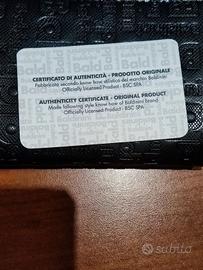 CERTIFICATO DI AUTENTICITÀ - PRODOTTO ORIGINALE
Fabbricato secondo know how stilistico del marchio Baldinini
Officially Licensed Product - BSC SPA
AUTHENTICITY CERTIFICATE - ORIGINAL PRODUCT
Made following style know how of Baldinini Brand
Officially Licensed Product - BSC SPA
subito